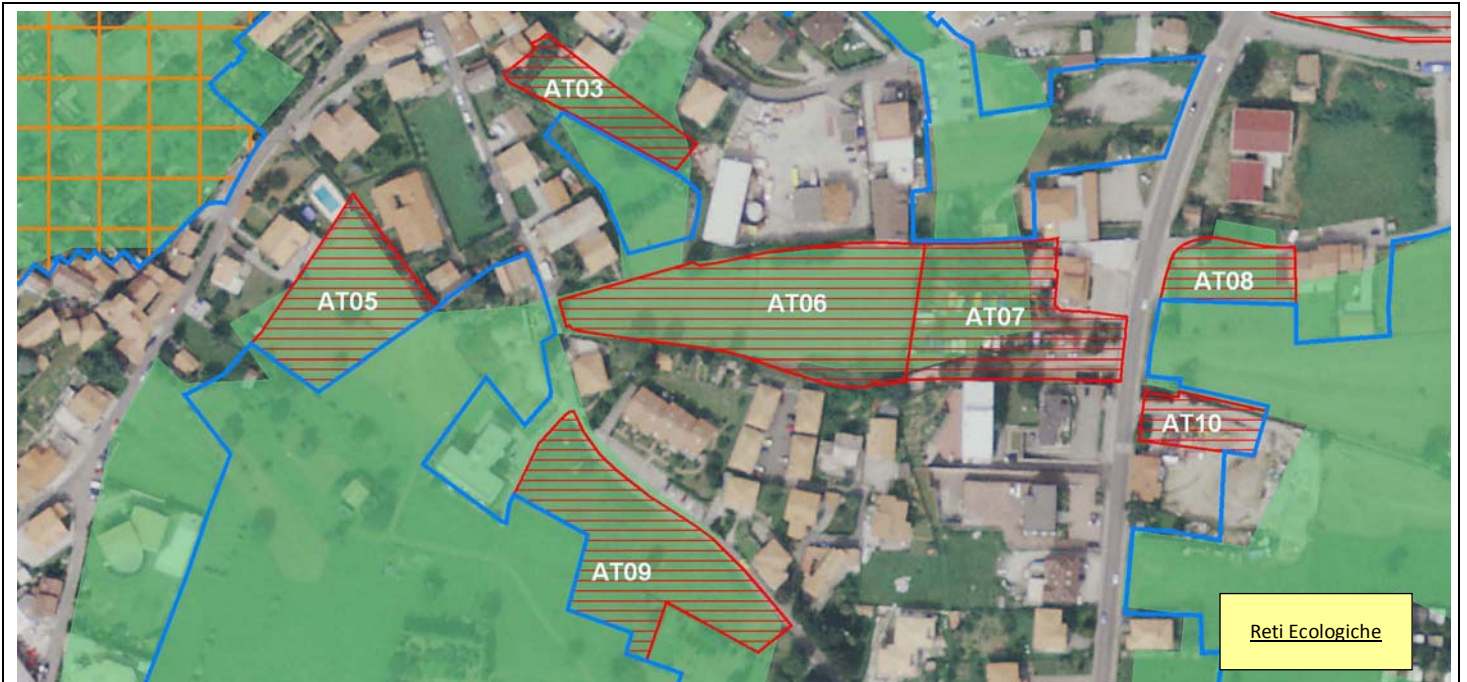 AT03
AT05
AT06
AT07
AT08
AT10
AT09
Reti Ecologiche